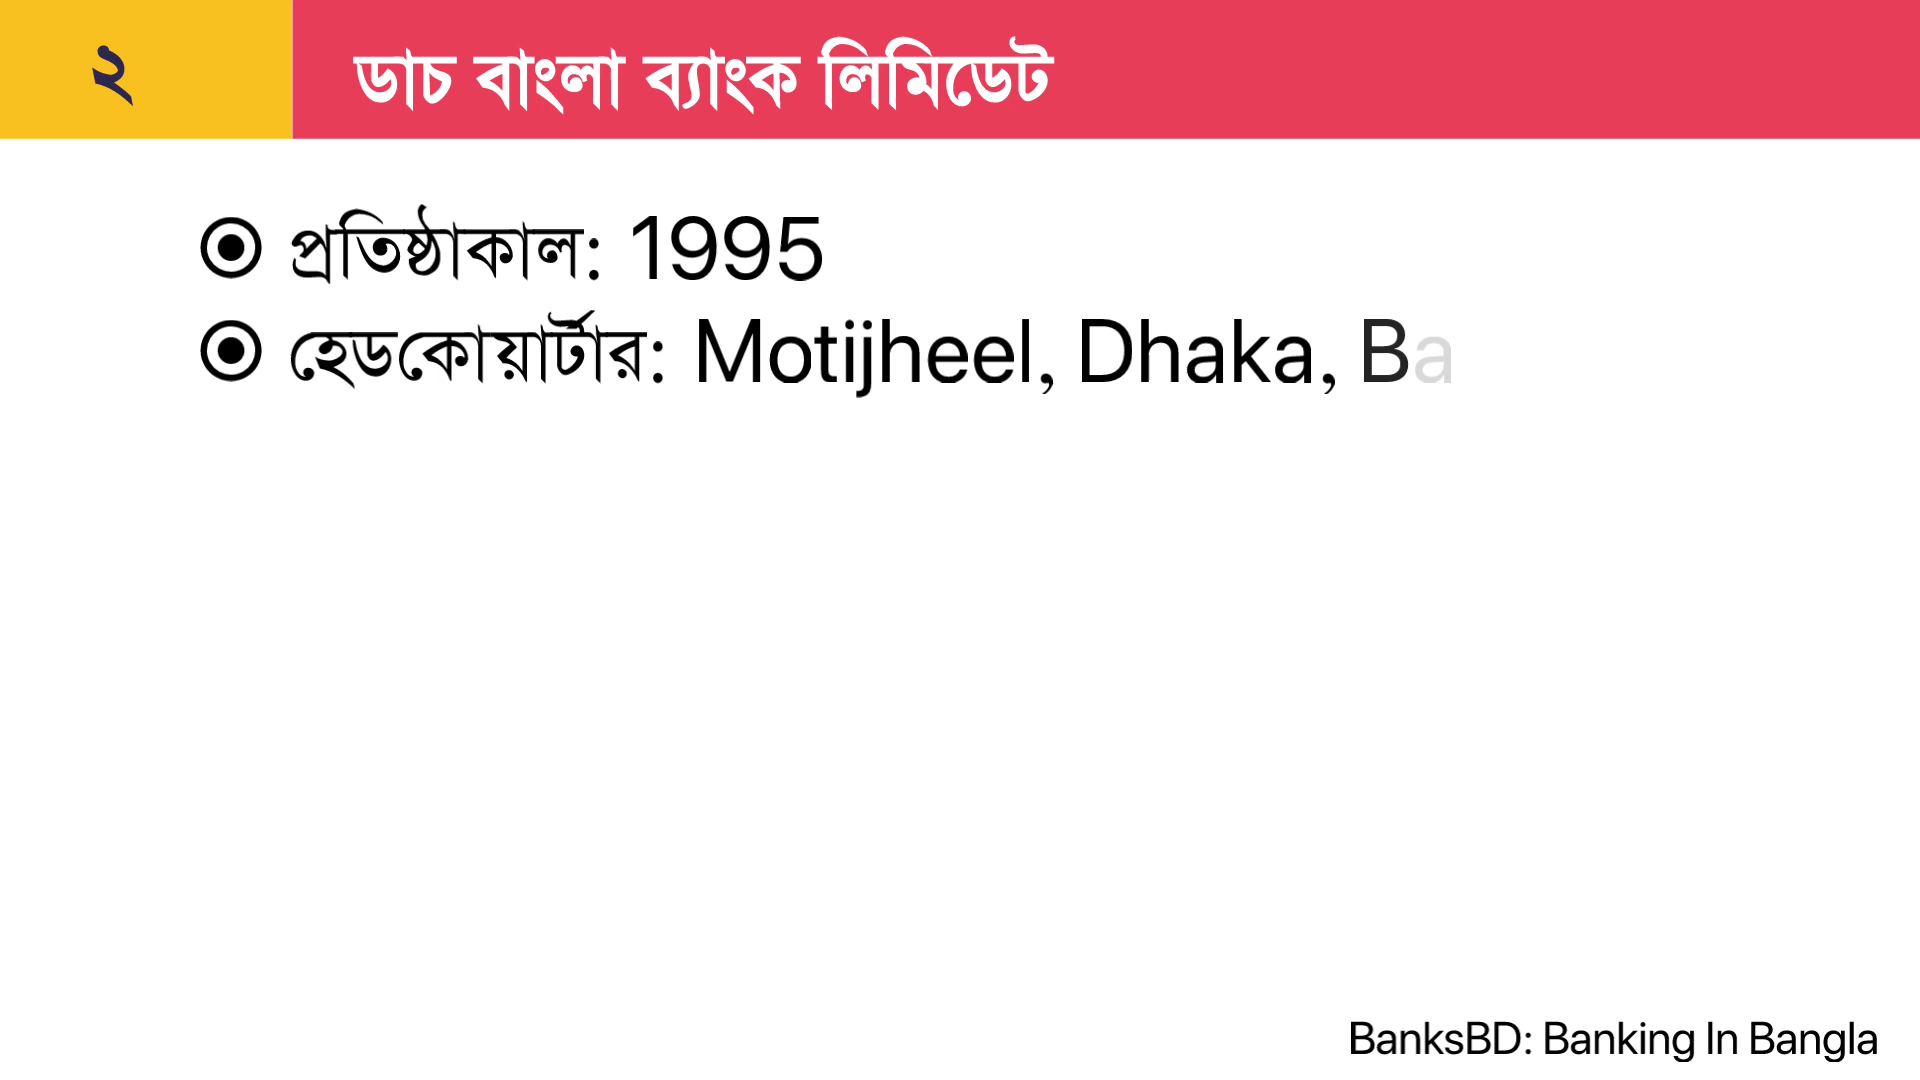 ২
ডাচ বাংলা ব্যাংক লিমিডেট
প্রতিষ্ঠাকাল: 1995
হেডকোয়ার্টার: Motijheel, Dhaka, Ba
BanksBD: Banking In Bangla